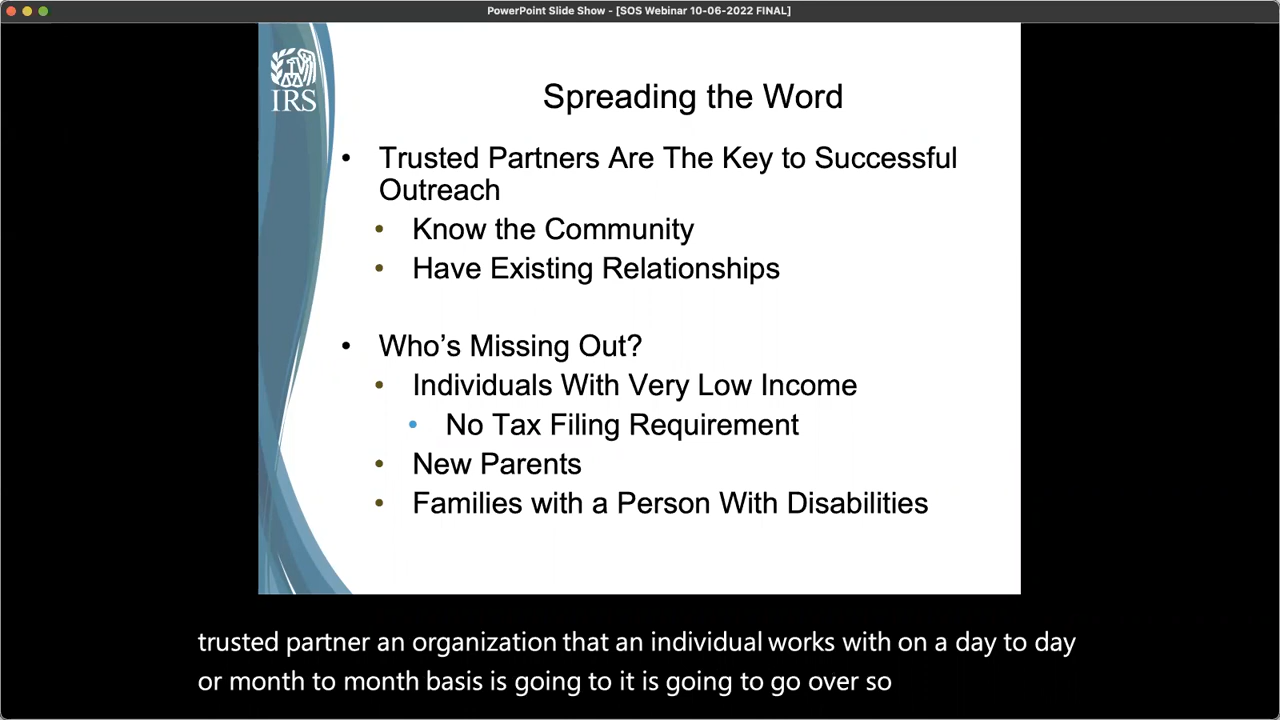 PowerPoint Slide Show - [SOS Webinar 10-06-2022 FINAL]
IRS
Spreading the Word
• Trusted Partners Are The Key to Successful
Outreach
• Know the Community
• Have Existing Relationships
• Who’s Missing Out?
• Individuals With Very Low Income
• No Tax Filing Requirement
• New Parents
• Families with a Person With Disabilities
trusted partner an organization that an individual works with on a day to day
or month to month basis is going to it is going to go over so